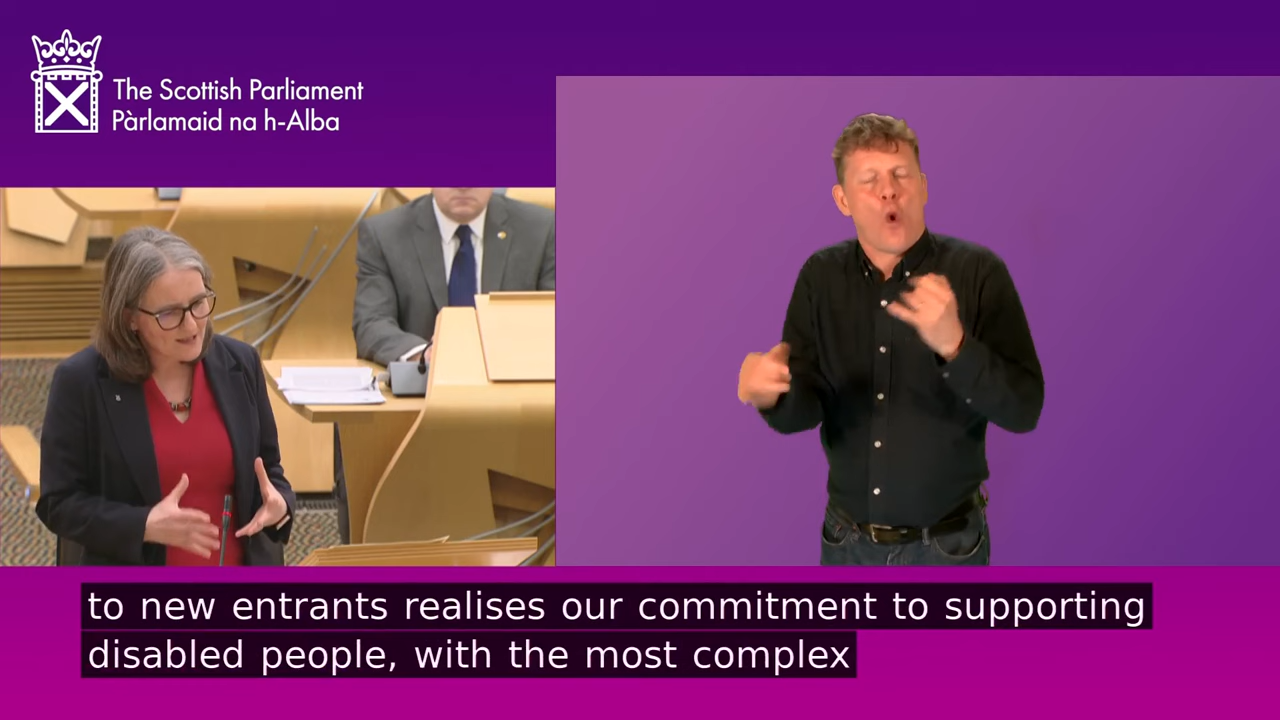 The Scottish Parliament
Pàrlamaid na h-Alba
to new entrants realises our commitment to supporting
disabled people, with the most complex